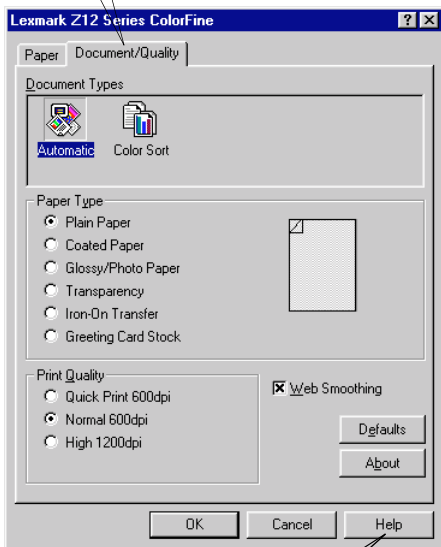 Lexmark Z12 Series ColorFine
Paper Document/Quality
Document Types
Automatic Color Sort
Paper Type
Plain Paper
Coated Paper
Glossy/Photo Paper
Transparency
Iron-On Transfer
Greeting Card Stock
Print Quality
Quick Print 600dpi
Normal 600dpi
High 1200dpi
Web Smoothing
Defaults
About
OK Cancel Help